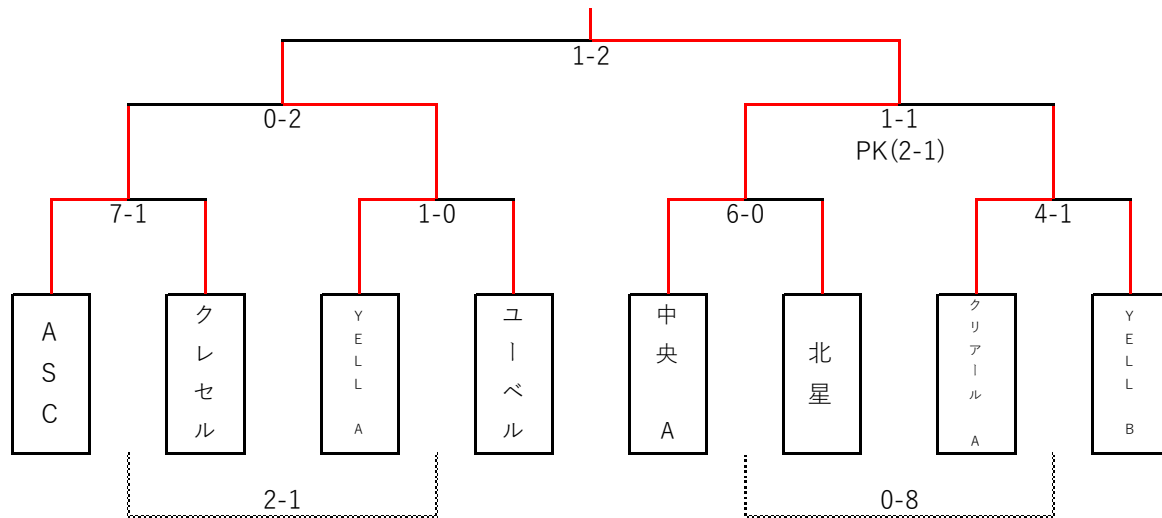 1-2
0-2
1-1
PK(2-1)
7-1
1-0
6-0
4-1
ASC
クレセル
YELL A
ユーベル
中央 A
北星
クリアール A
YELL B
2-1
0-8